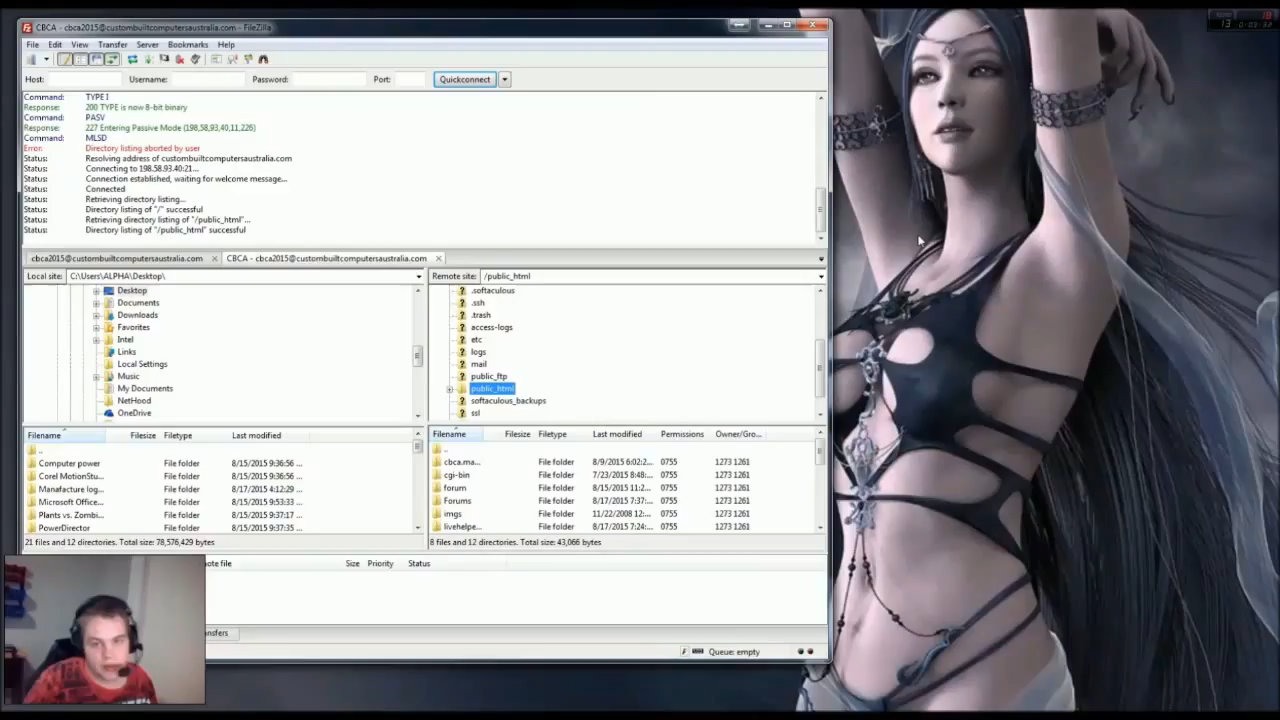 CBCA - cbca2015@custombuiltcomputersaustralia.com - FileZilla
File Edit View Transfer Server Bookmarks Help
Host: Username: Password: Port: Quickconnect
Command: TYPE I
Response: 200 TYPE is now 8-bit binary
Command: PASV
Response: 227 Entering Passive Mode (198,58,93,40,11,226)
Command: MLSD
Error: Directory listing aborted by user
Status: Resolving address of custombuiltcomputersaustralia.com
Status: Connecting to 198.58.93.40:21...
Status: Connection established, waiting for welcome message...
Status: Connected
Status: Retrieving directory listing...
Status: Directory listing of "/" successful
Status: Retrieving directory listing of "/public_html"...
Status: Directory listing of "/public_html" successful
cbca2015@custombuiltcomputersaustralia.com CBCA - cbca2015@custombuiltcomputersaustralia.com
Local site: C:\Users\ALPHA\Desktop\
Desktop
Documents
Downloads
Favorites
Intel
Links
Local Settings
Music
My Documents
NetHood
OneDrive
Remote site: /public_html
.softaculous
.ssh
.trash
access-logs
etc
logs
mail
public_ftp
public_html
softaculous_backups
ssl
Filename Filesize Filetype Last modified
..
Computer power File folder 8/15/2015 9:36:56 ...
Corel MotionStu... File folder 8/15/2015 9:36:56 ...
Manafacture log... File folder 8/17/2015 4:12:29 ...
Microsoft Office... File folder 8/15/2015 9:53:33 ...
Plants vs. Zombi... File folder 8/15/2015 9:37:17 ...
PowerDirector File folder 8/15/2015 9:37:35 ...
21 files and 12 directories. Total size: 78,576,429 bytes
Filename Filesize Filetype Last modified Permissions Owner/Gro...
..
cbca.ma... File folder 8/9/2015 6:02:2... 0755 1273 1261
cgi-bin File folder 7/23/2015 8:48:... 0755 1273 1261
forum File folder 8/15/2015 11:2... 0755 1273 1261
Forums File folder 8/17/2015 7:37:... 0755 1273 1261
imgs File folder 11/22/2008 12:... 0755 1273 1261
livehelpe... File folder 8/17/2015 7:24:... 0755 1273 1261
8 files and 12 directories. Total size: 43,066 bytes
ote file Size Priority Status
nsfers
Queue: empty